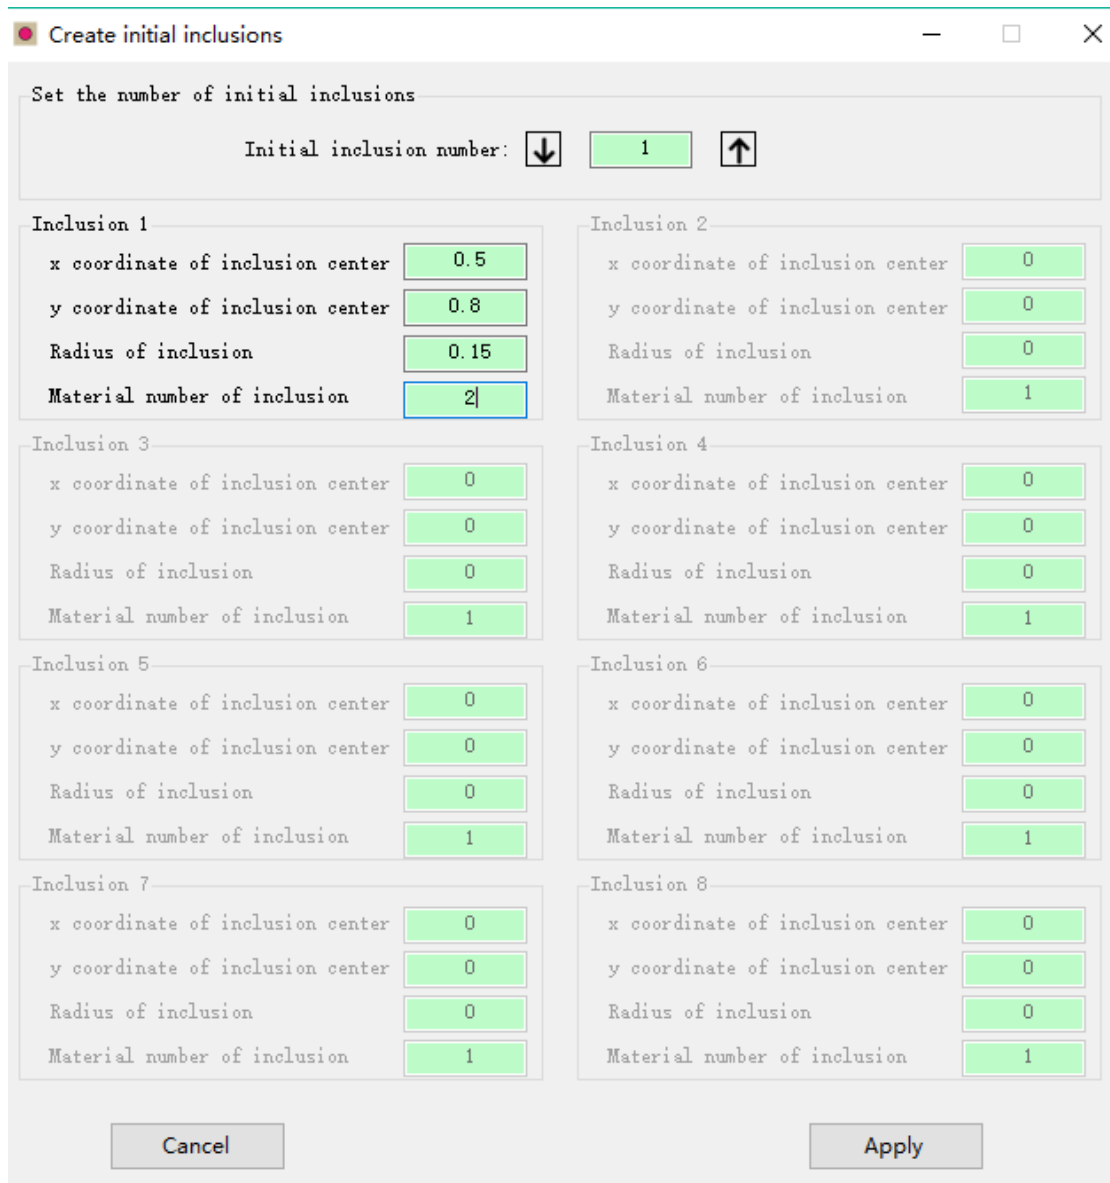 Create initial inclusions
Set the number of initial inclusions
Initial inclusion number: 1
Inclusion 1
x coordinate of inclusion center 0.5
y coordinate of inclusion center 0.8
Radius of inclusion 0.15
Material number of inclusion 2
Inclusion 2
x coordinate of inclusion center 0
y coordinate of inclusion center 0
Radius of inclusion 0
Material number of inclusion 1
Inclusion 3
x coordinate of inclusion center 0
y coordinate of inclusion center 0
Radius of inclusion 0
Material number of inclusion 1
Inclusion 4
x coordinate of inclusion center 0
y coordinate of inclusion center 0
Radius of inclusion 0
Material number of inclusion 1
Inclusion 5
x coordinate of inclusion center 0
y coordinate of inclusion center 0
Radius of inclusion 0
Material number of inclusion 1
Inclusion 6
x coordinate of inclusion center 0
y coordinate of inclusion center 0
Radius of inclusion 0
Material number of inclusion 1
Inclusion 7
x coordinate of inclusion center 0
y coordinate of inclusion center 0
Radius of inclusion 0
Material number of inclusion 1
Inclusion 8
x coordinate of inclusion center 0
y coordinate of inclusion center 0
Radius of inclusion 0
Material number of inclusion 1
Cancel
Apply